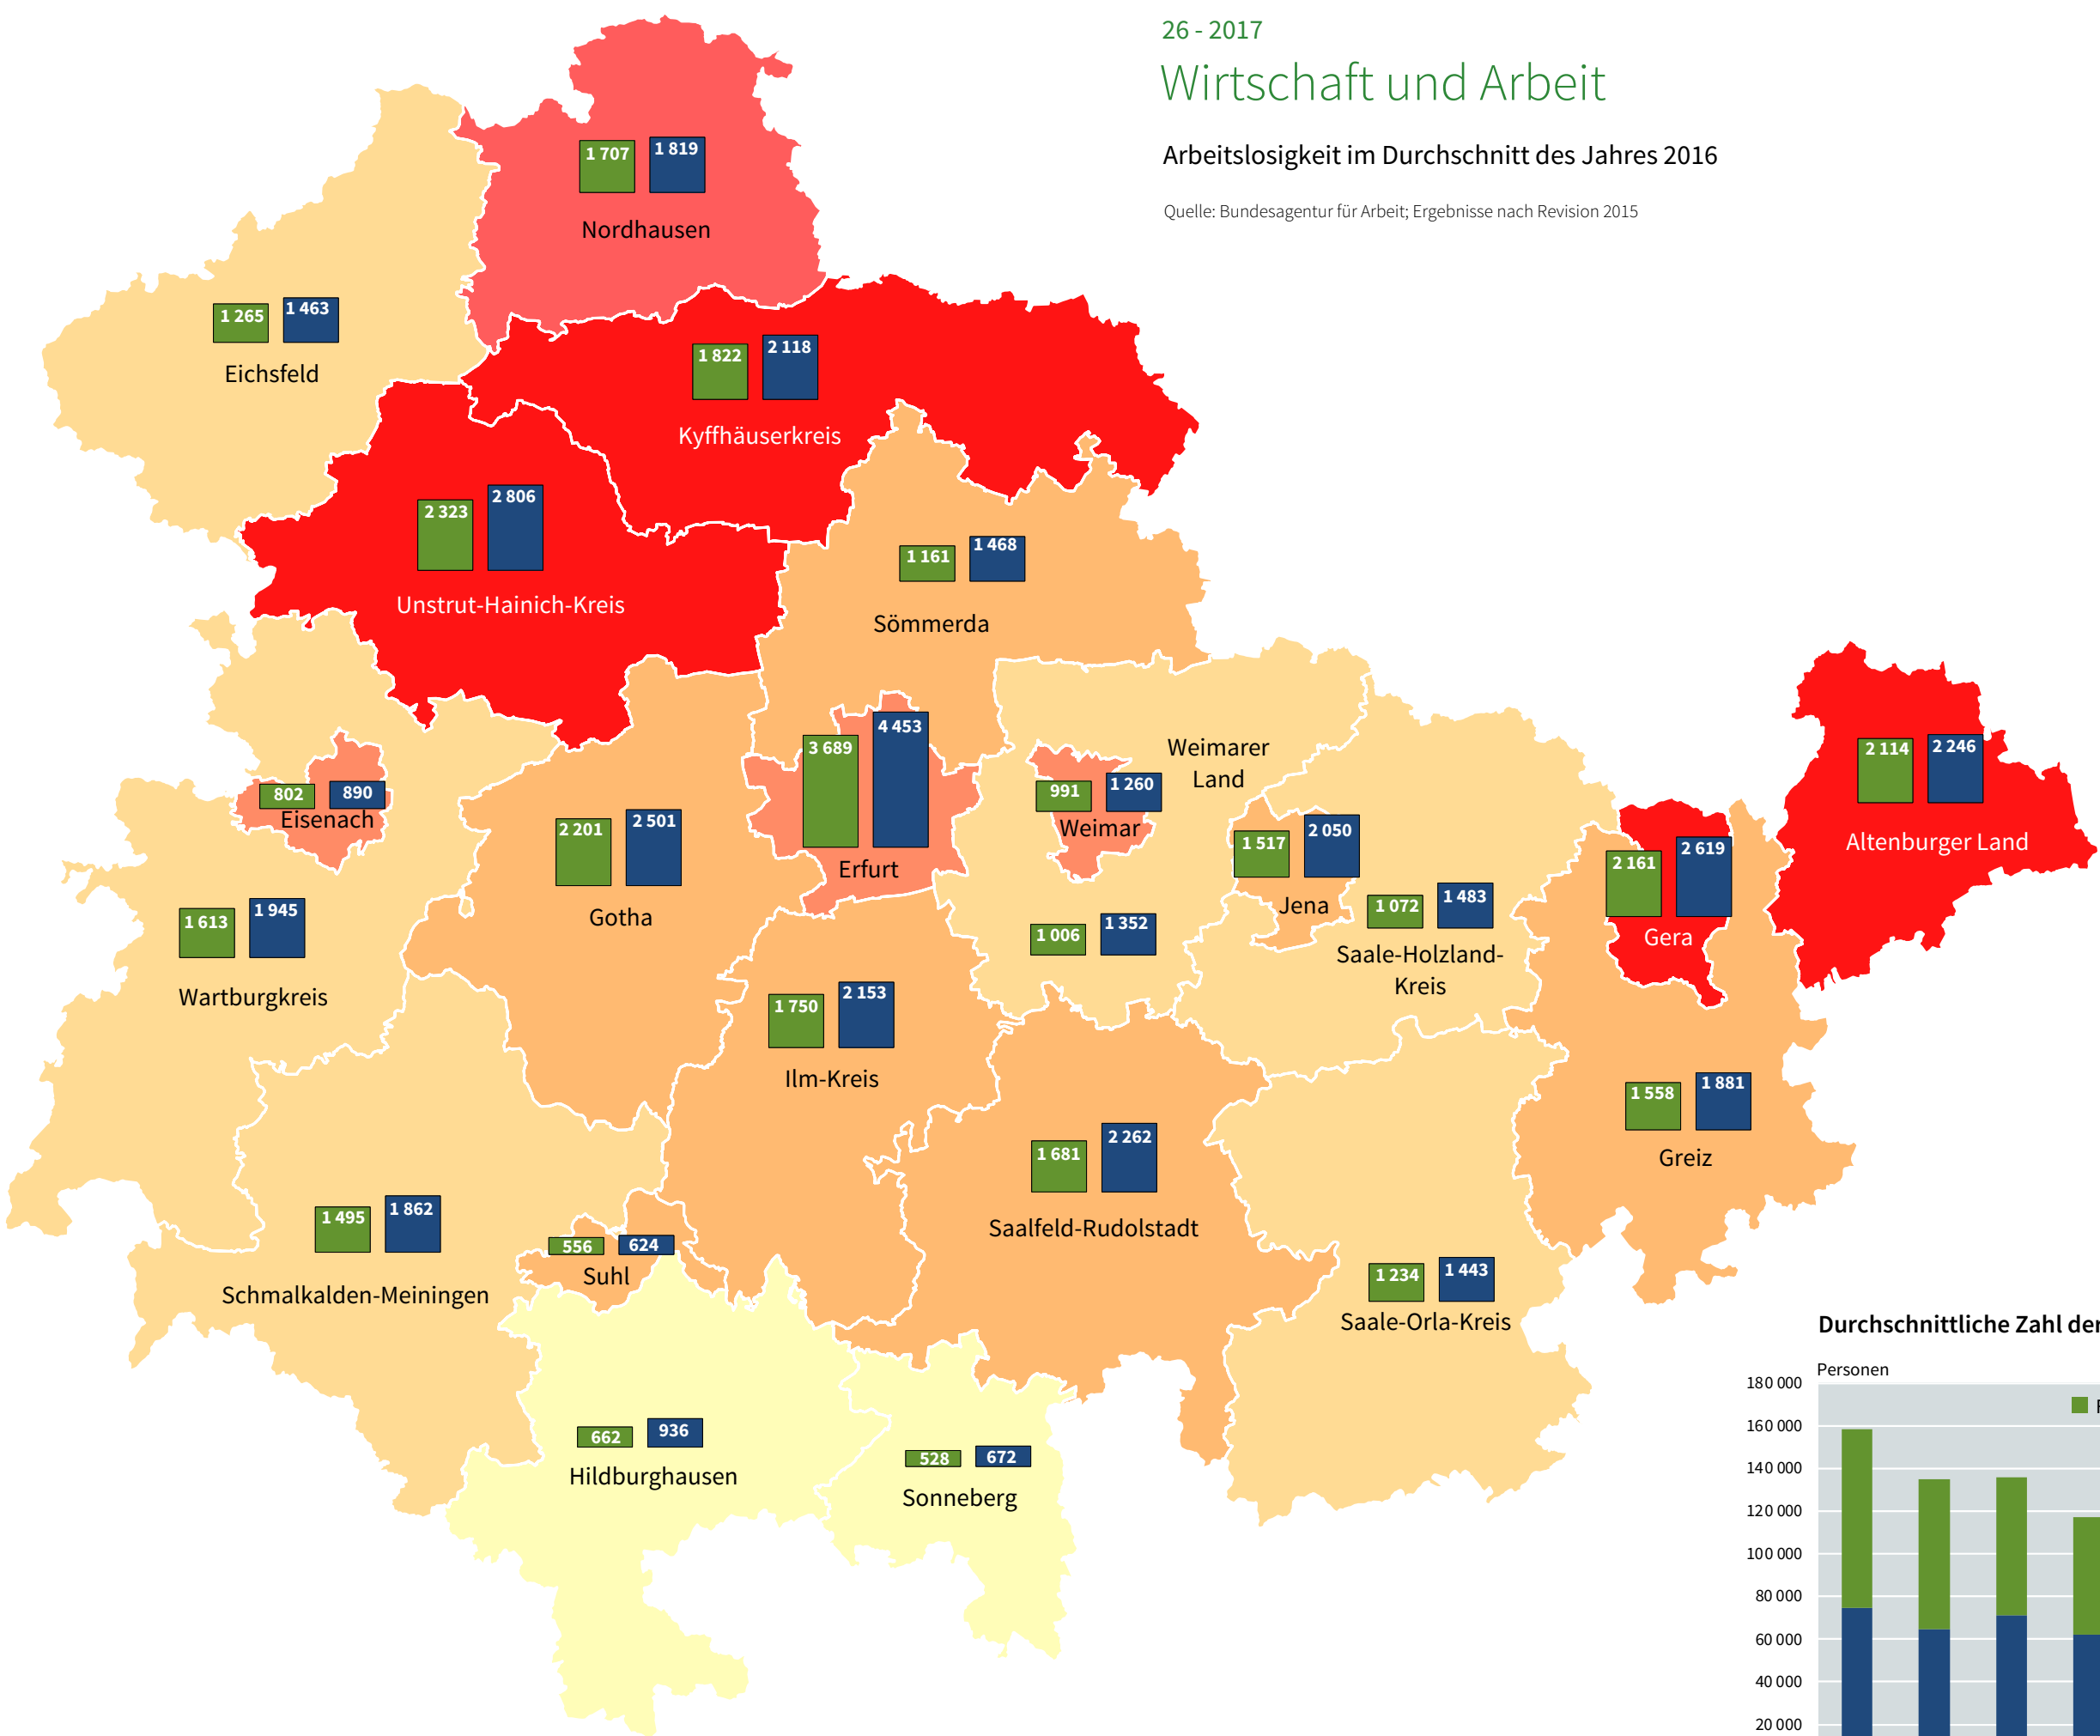 26 - 2017
Wirtschaft und Arbeit
Arbeitslosigkeit im Durchschnitt des Jahres 2016
Quelle: Bundesagentur für Arbeit; Ergebnisse nach Revision 2015
1 707 1 819
Nordhausen
1 265 1 463
Eichsfeld
1 822 2 118
Kyffhäuserkreis
2 323 2 806
Unstrut-Hainich-Kreis
1 161 1 468
Sömmerda
3 689 4 453
Erfurt
Weimarer
Land
991 1 260
Weimar
1 006 1 352
802 890
Eisenach
2 201 2 501
Gotha
1 517 2 050
Jena
1 072 1 483
Saale-Holzland-
Kreis
2 161 2 619
Gera
2 114 2 246
Altenburger Land
1 613 1 945
Wartburgkreis
1 750 2 153
Ilm-Kreis
1 558 1 881
Greiz
1 681 2 262
Saalfeld-Rudolstadt
1 495 1 862
Schmalkalden-Meiningen
556 624
Suhl
1 234 1 443
Saale-Orla-Kreis
662 936
Hildburghausen
528 672
Sonneberg
Durchschnittliche Zahl der
Personen
180 000
160 000
140 000
120 000
100 000
80 000
60 000
40 000
20 000